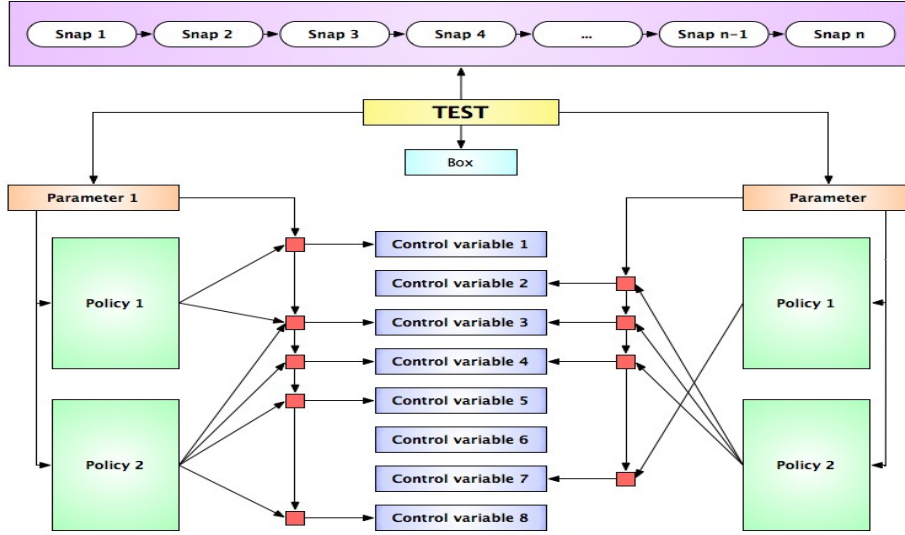 Snap 1 Snap 2 Snap 3 Snap 4 ... Snap n-1 Snap n
TEST
Box
Parameter 1 Parameter
Control variable 1
Control variable 2
Policy 1 Policy 1
Control variable 3
Control variable 4
Control variable 5
Control variable 6
Policy 2 Policy 2
Control variable 7
Control variable 8